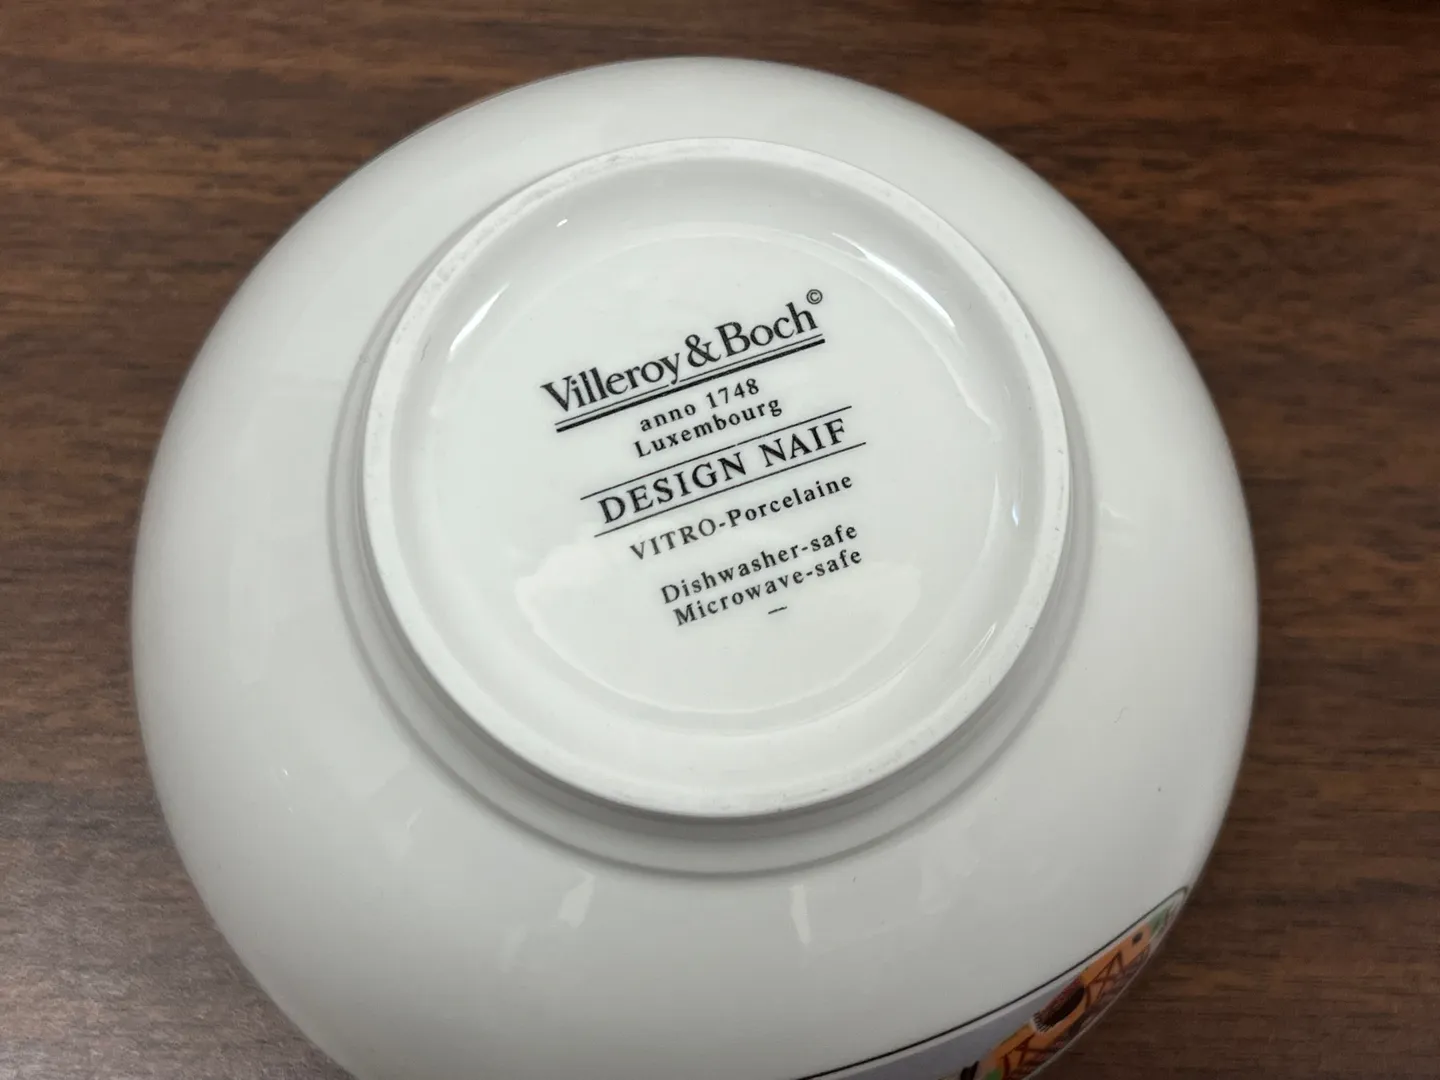 Villeroy & Boch©
anno 1748
Luxembourg
DESIGN NAIF
VITRO-Porcelaine
Dishwasher-safe
Microwave-safe